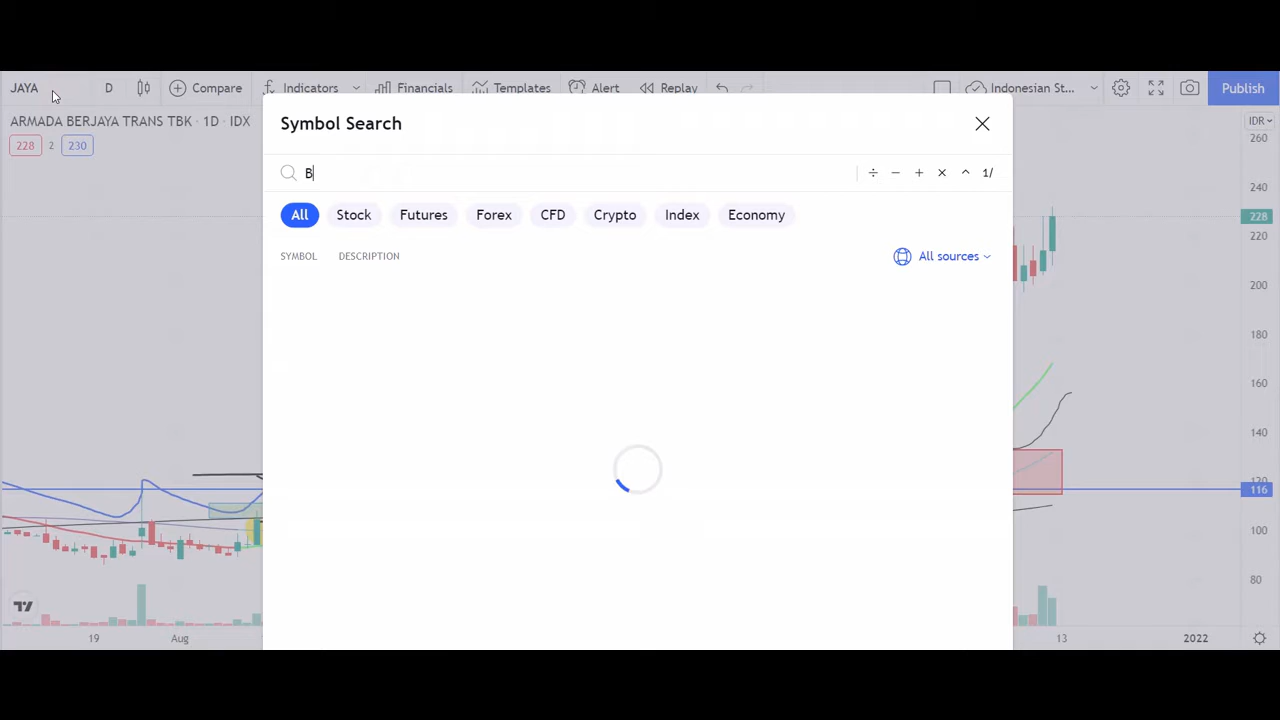 JAYA D Compare Indicators Financials Templates Alert Replay Indonesian St... Publish
ARMADA BERJAYA TRANS TBK · 1D · IDX
228 2 230
Symbol Search
B
÷ − + × ^ 1/
All Stock Futures Forex CFD Crypto Index Economy
SYMBOL DESCRIPTION All sources
IDR
260
240
228
220
200
180
160
140
116
100
80
19 Aug 13 2022